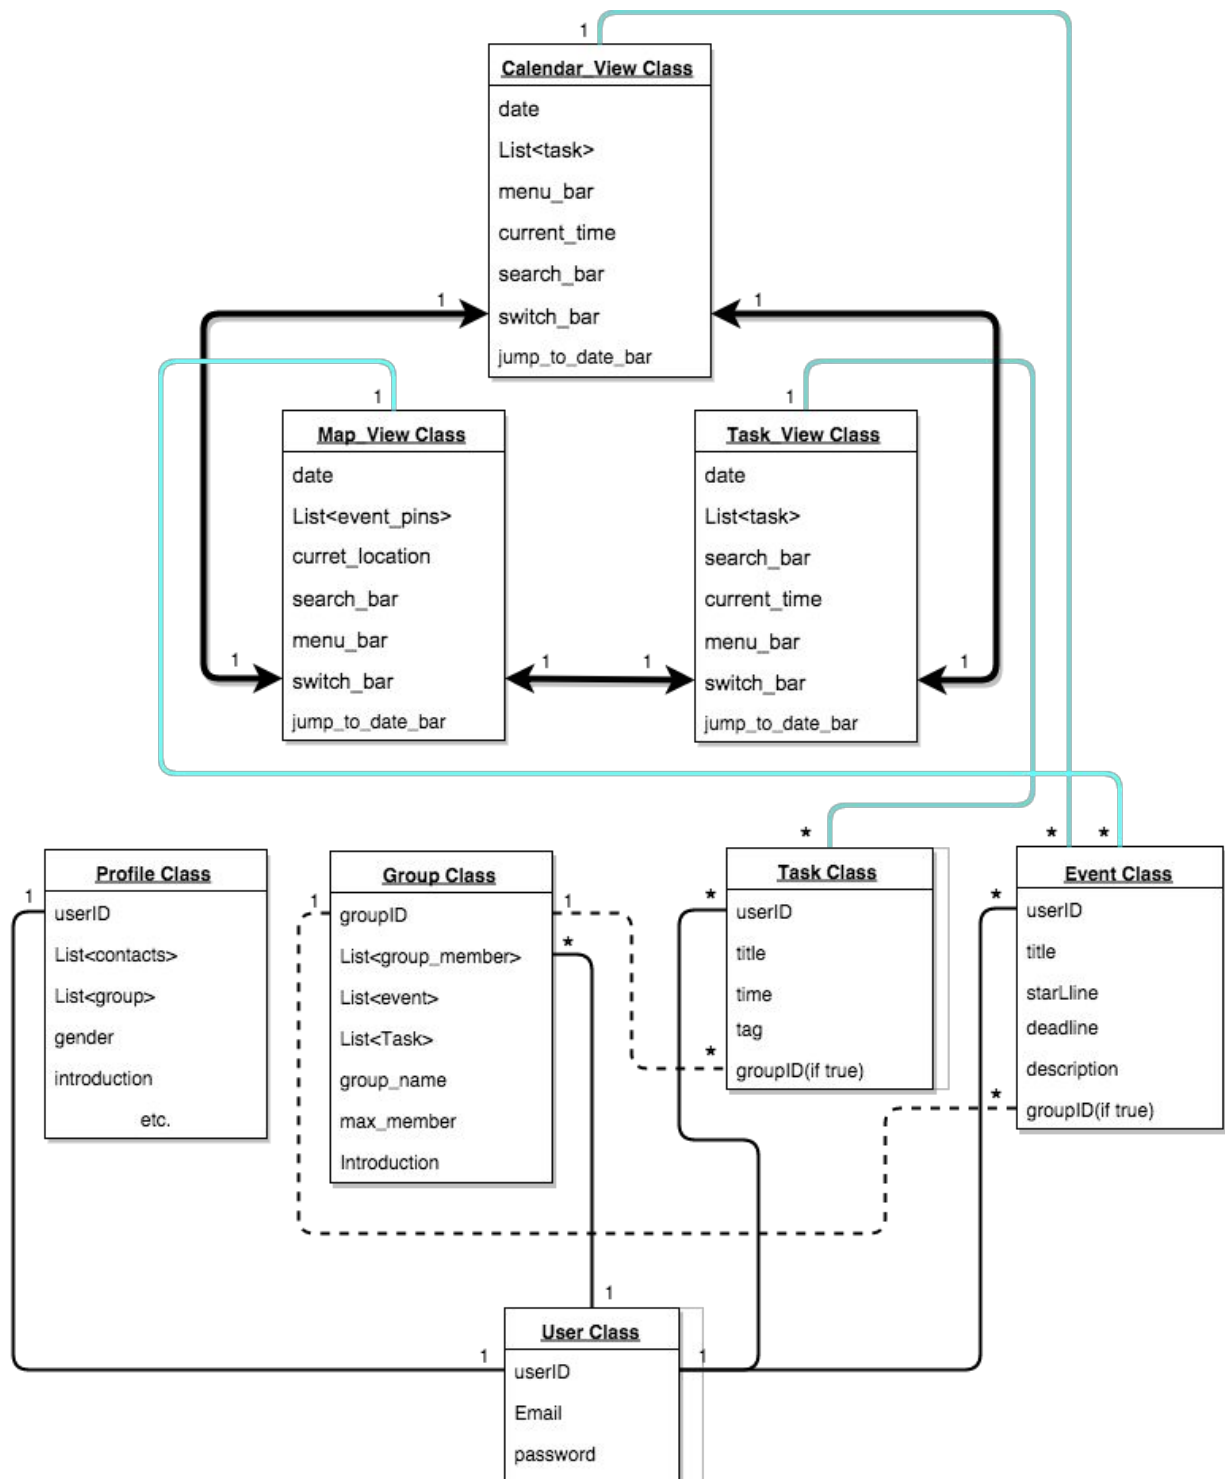 1
Calendar_View Class
date
List<task>
menu_bar
current_time
search_bar
switch_bar
jump_to_date_bar
1
1
1
1
Map_View Class
date
List<event_pins>
curret_location
search_bar
menu_bar
switch_bar
jump_to_date_bar
1
1
1
1
Task_View Class
date
List<task>
search_bar
current_time
menu_bar
switch_bar
jump_to_date_bar
*
*
*
Profile Class
userID
List<contacts>
List<group>
gender
introduction
etc.
1
Group Class
groupID
List<group_member>
List<event>
List<Task>
group_name
max_member
Introduction
1
1
*
Task Class
userID
title
time
tag
groupID(if true)
*
*
Event Class
userID
title
starLline
deadline
description
groupID(if true)
*
*
1
User Class
userID
Email
password
1
1